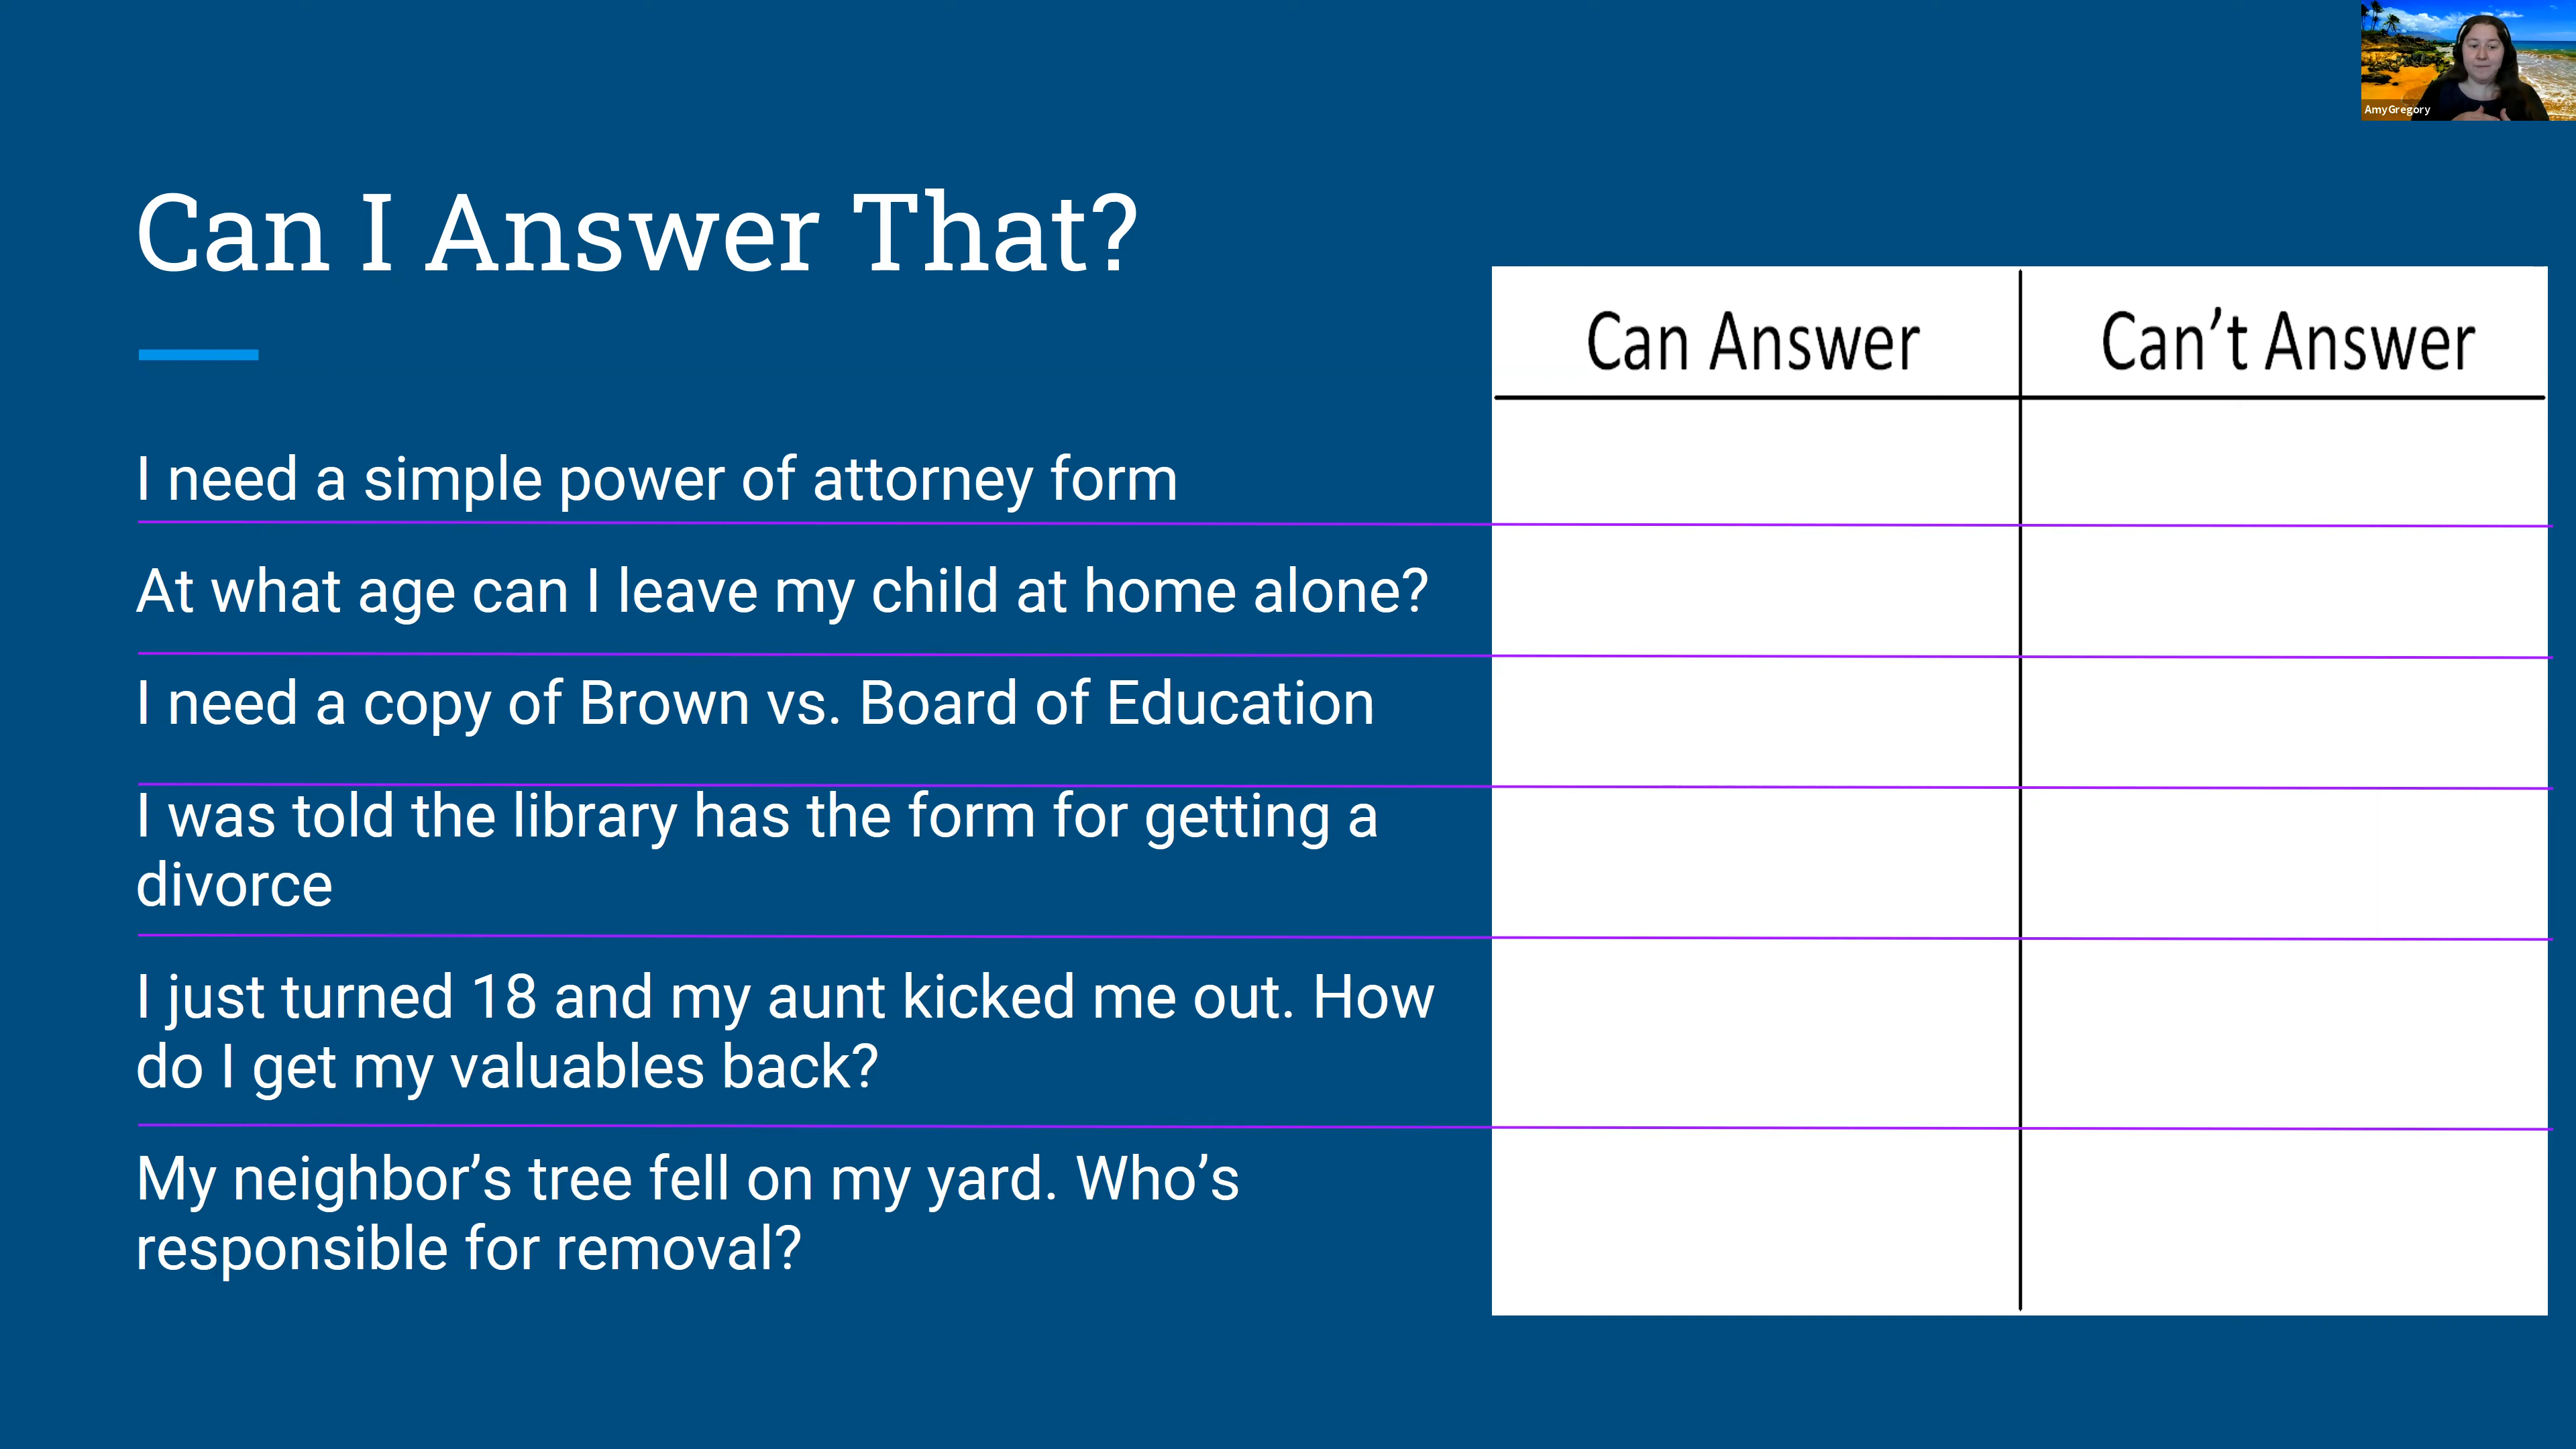 AmyGregory
Can I Answer That?
Can Answer
Can’t Answer
I need a simple power of attorney form
At what age can I leave my child at home alone?
I need a copy of Brown vs. Board of Education
I was told the library has the form for getting a
divorce
I just turned 18 and my aunt kicked me out. How
do I get my valuables back?
My neighbor’s tree fell on my yard. Who’s
responsible for removal?